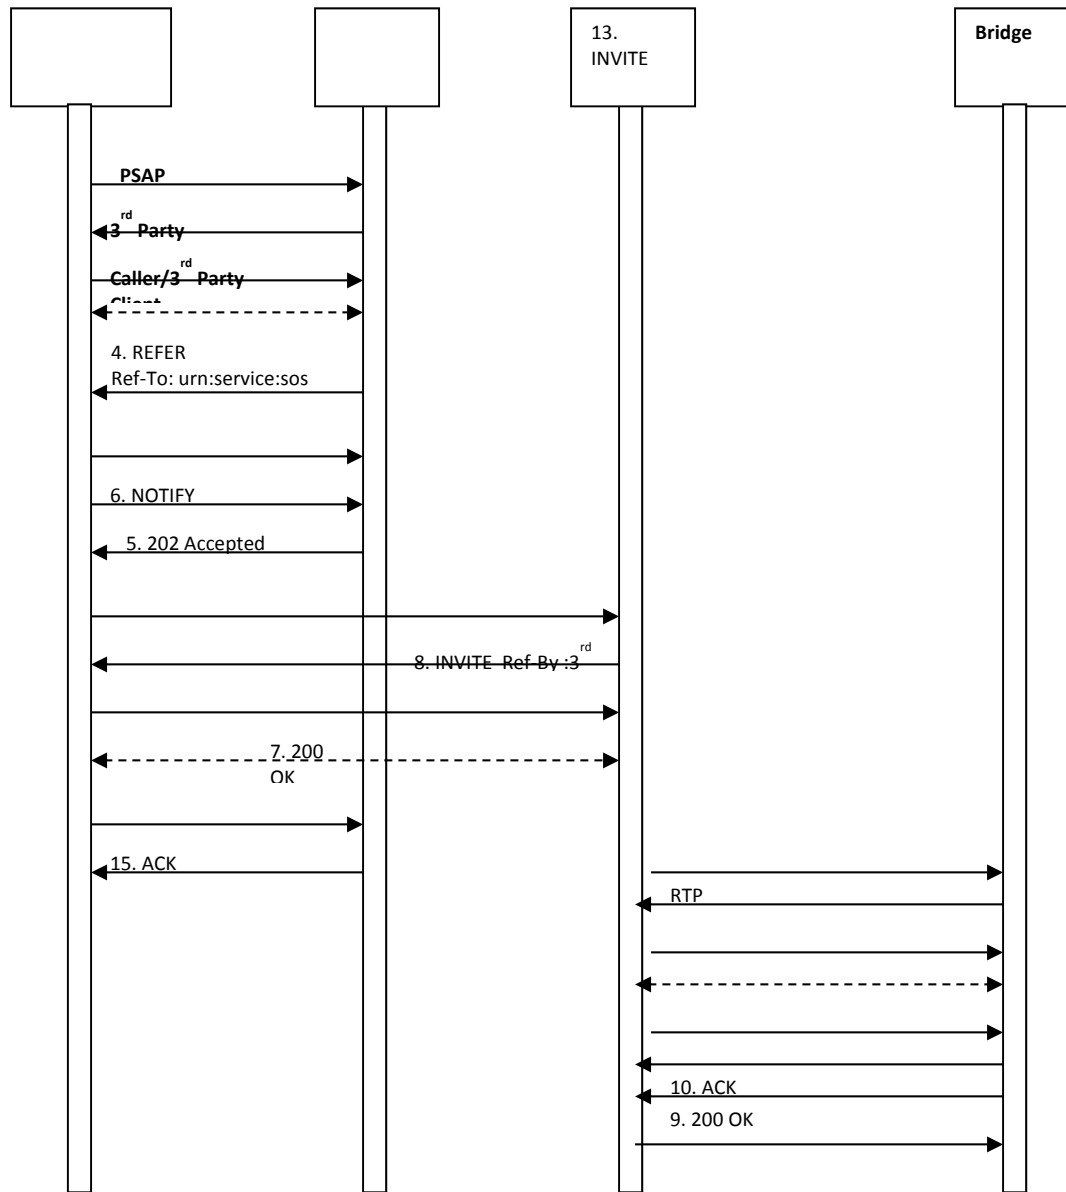 13.
INVITE
Bridge
PSAP
3rd Party
Caller/3rd Party
Client
4. REFER
Ref-To: urn:service:sos
6. NOTIFY
5. 202 Accepted
8. INVITE Ref-By :3rd
7. 200
OK
15. ACK
RTP
10. ACK
9. 200 OK